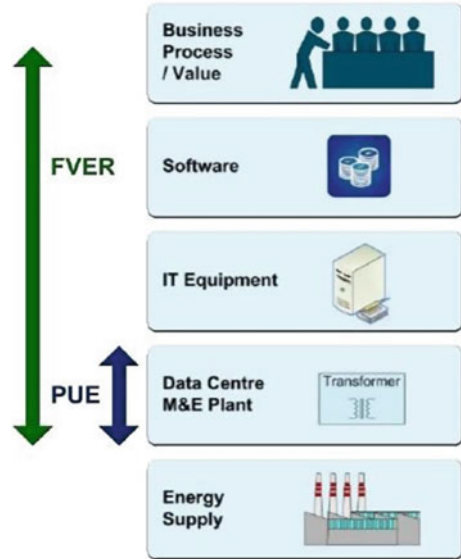 Business
Process
/ Value
FVER
Software
IT Equipment
PUE
Data Centre
M&E Plant
Transformer
Energy
Supply